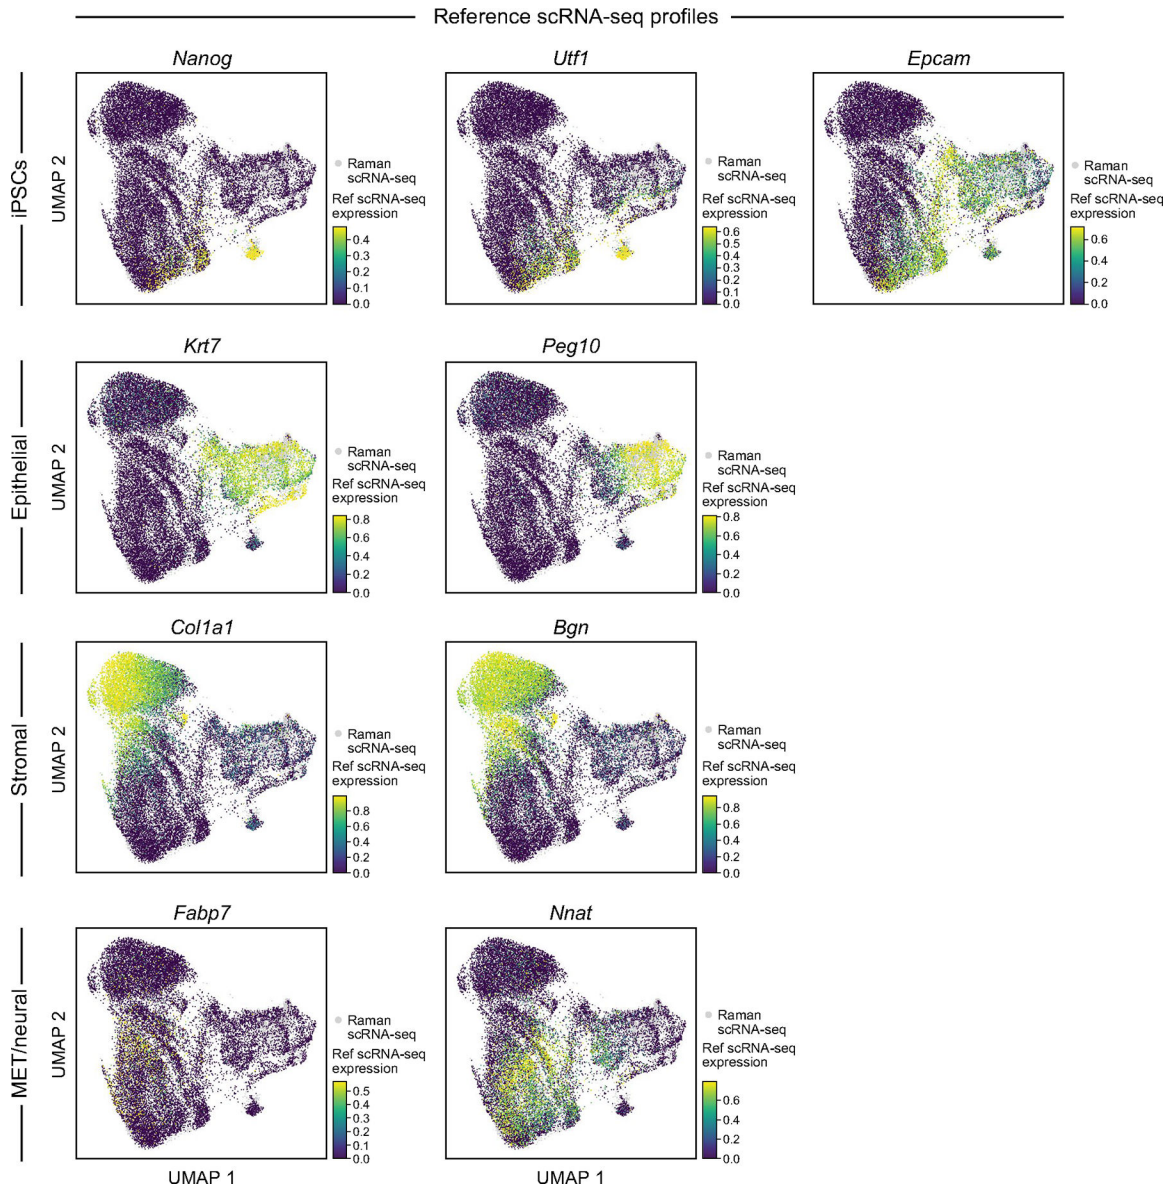 Reference scRNA-seq profiles
iPSCs
Nanog
UMAP 2
Raman
scRNA-seq
Ref scRNA-seq
expression
0.4
0.3
0.2
0.1
0.0
Utf1
Raman
scRNA-seq
Ref scRNA-seq
expression
0.6
0.5
0.4
0.3
0.2
0.1
0.0
Epcam
Raman
scRNA-seq
Ref scRNA-seq
expression
0.6
0.4
0.2
0.0
Epithelial
Krt7
UMAP 2
Raman
scRNA-seq
Ref scRNA-seq
expression
0.8
0.6
0.4
0.2
0.0
Peg10
Raman
scRNA-seq
Ref scRNA-seq
expression
0.8
0.6
0.4
0.2
0.0
Stromal
Col1a1
UMAP 2
Raman
scRNA-seq
Ref scRNA-seq
expression
0.8
0.6
0.4
0.2
0.0
Bgn
Raman
scRNA-seq
Ref scRNA-seq
expression
0.8
0.6
0.4
0.2
0.0
MET/neural
Fabp7
UMAP 2
Raman
scRNA-seq
Ref scRNA-seq
expression
0.5
0.4
0.3
0.2
0.1
0.0
UMAP 1
Nnat
Raman
scRNA-seq
Ref scRNA-seq
expression
0.6
0.4
0.2
0.0
UMAP 1